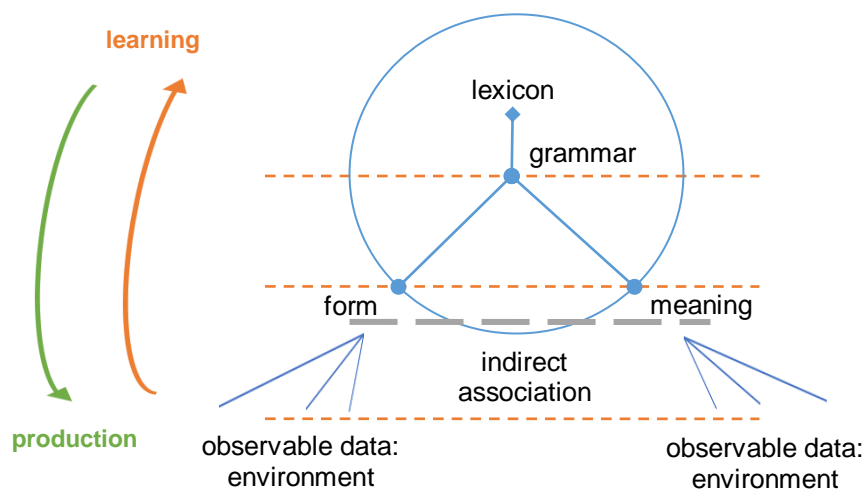 learning
lexicon
grammar
form
meaning
indirect
association
production
observable data:
environment
observable data:
environment